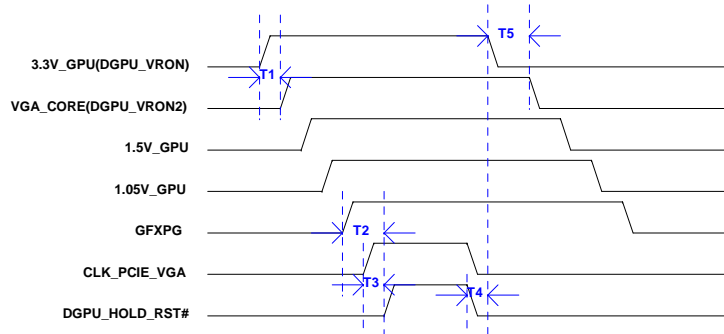 T5
3.3V_GPU(DGPU_VRON)
T1
VGA_CORE(DGPU_VRON2)
1.5V_GPU
1.05V_GPU
GFXPG
T2
CLK_PCIE_VGA
T3
T4
DGPU_HOLD_RST#